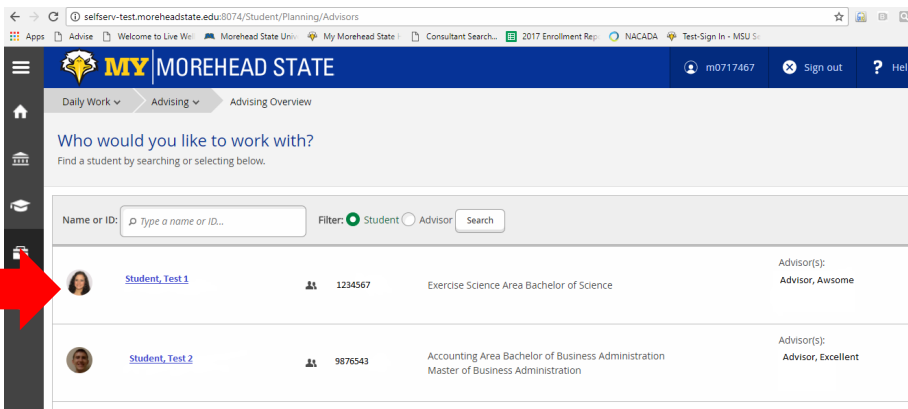 selfserv-test.moreheadstate.edu:8074/Student/Planning/Advisors
Apps Advise Welcome to Live Wel Morehead State Univ My Morehead State Consultant Search... 2017 Enrollment Rep NACADA Test-Sign In - MSU Se
MY MOREHEAD STATE m0717467 Sign out ? Hel
Daily Work Advising Advising Overview
Who would you like to work with?
Find a student by searching or selecting below.
Name or ID: Type a name or ID... Filter: Student Advisor Search
Advisor(s):
Student, Test 1 1234567 Exercise Science Area Bachelor of Science Advisor, Awsome
Advisor(s):
Student, Test 2 9876543 Accounting Area Bachelor of Business Administration Advisor, Excellent
Master of Business Administration